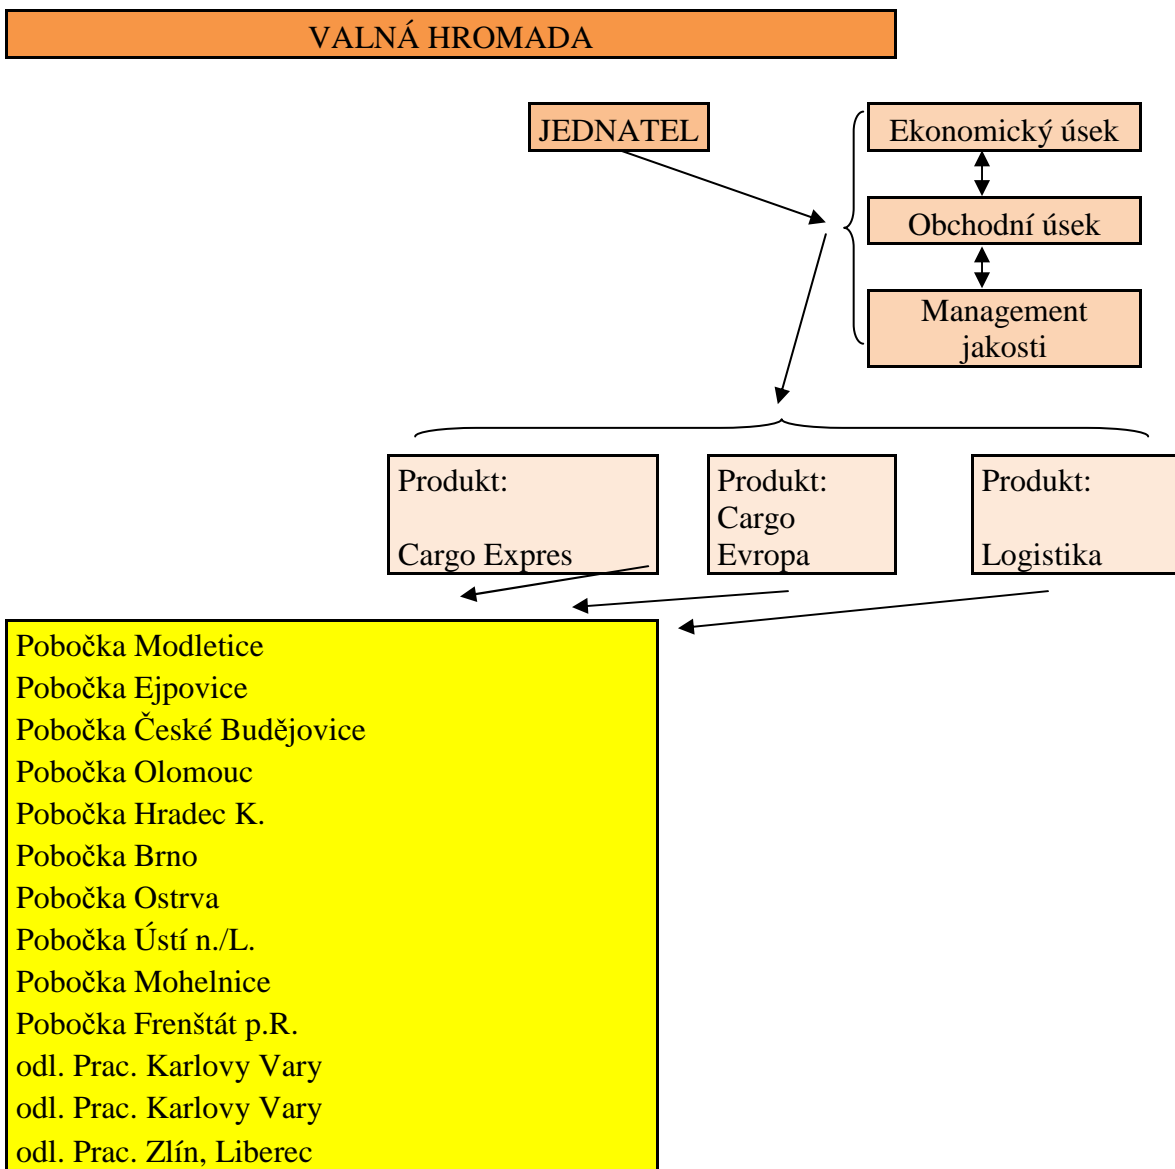 VALNÁ HROMADA
JEDNATEL
Ekonomický úsek
Obchodní úsek
Management
jakosti
Produkt:
Cargo Expres
Produkt:
Cargo
Evropa
Produkt:
Logistika
Pobočka Modletice
Pobočka Ejpovice
Pobočka České Budějovice
Pobočka Olomouc
Pobočka Hradec K.
Pobočka Brno
Pobočka Ostrva
Pobočka Ústí n./L.
Pobočka Mohelnice
Pobočka Frenštát p.R.
odl. Prac. Karlovy Vary
odl. Prac. Karlovy Vary
odl. Prac. Zlín, Liberec